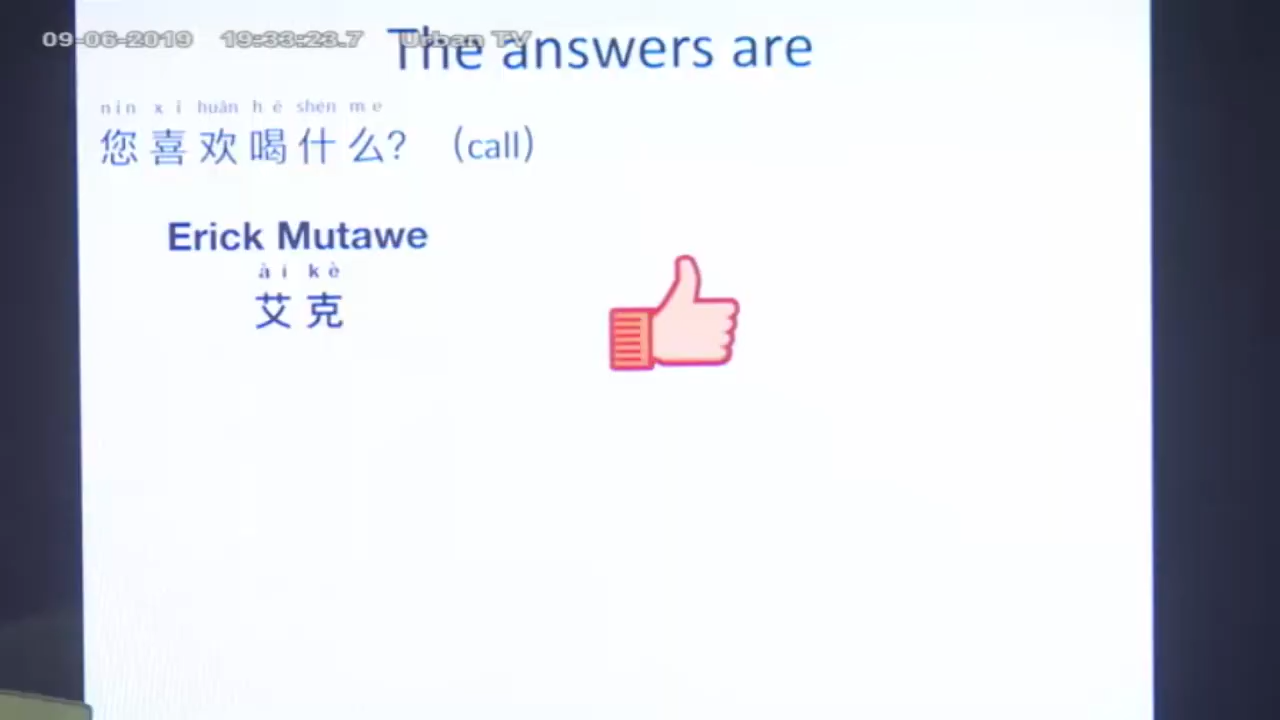 09-06-2019 19:33:23.7 Urban TV
The answers are
nín xǐ huān hē shén me
您喜欢喝什么? (call)
Erick Mutawe
ài kè
艾克